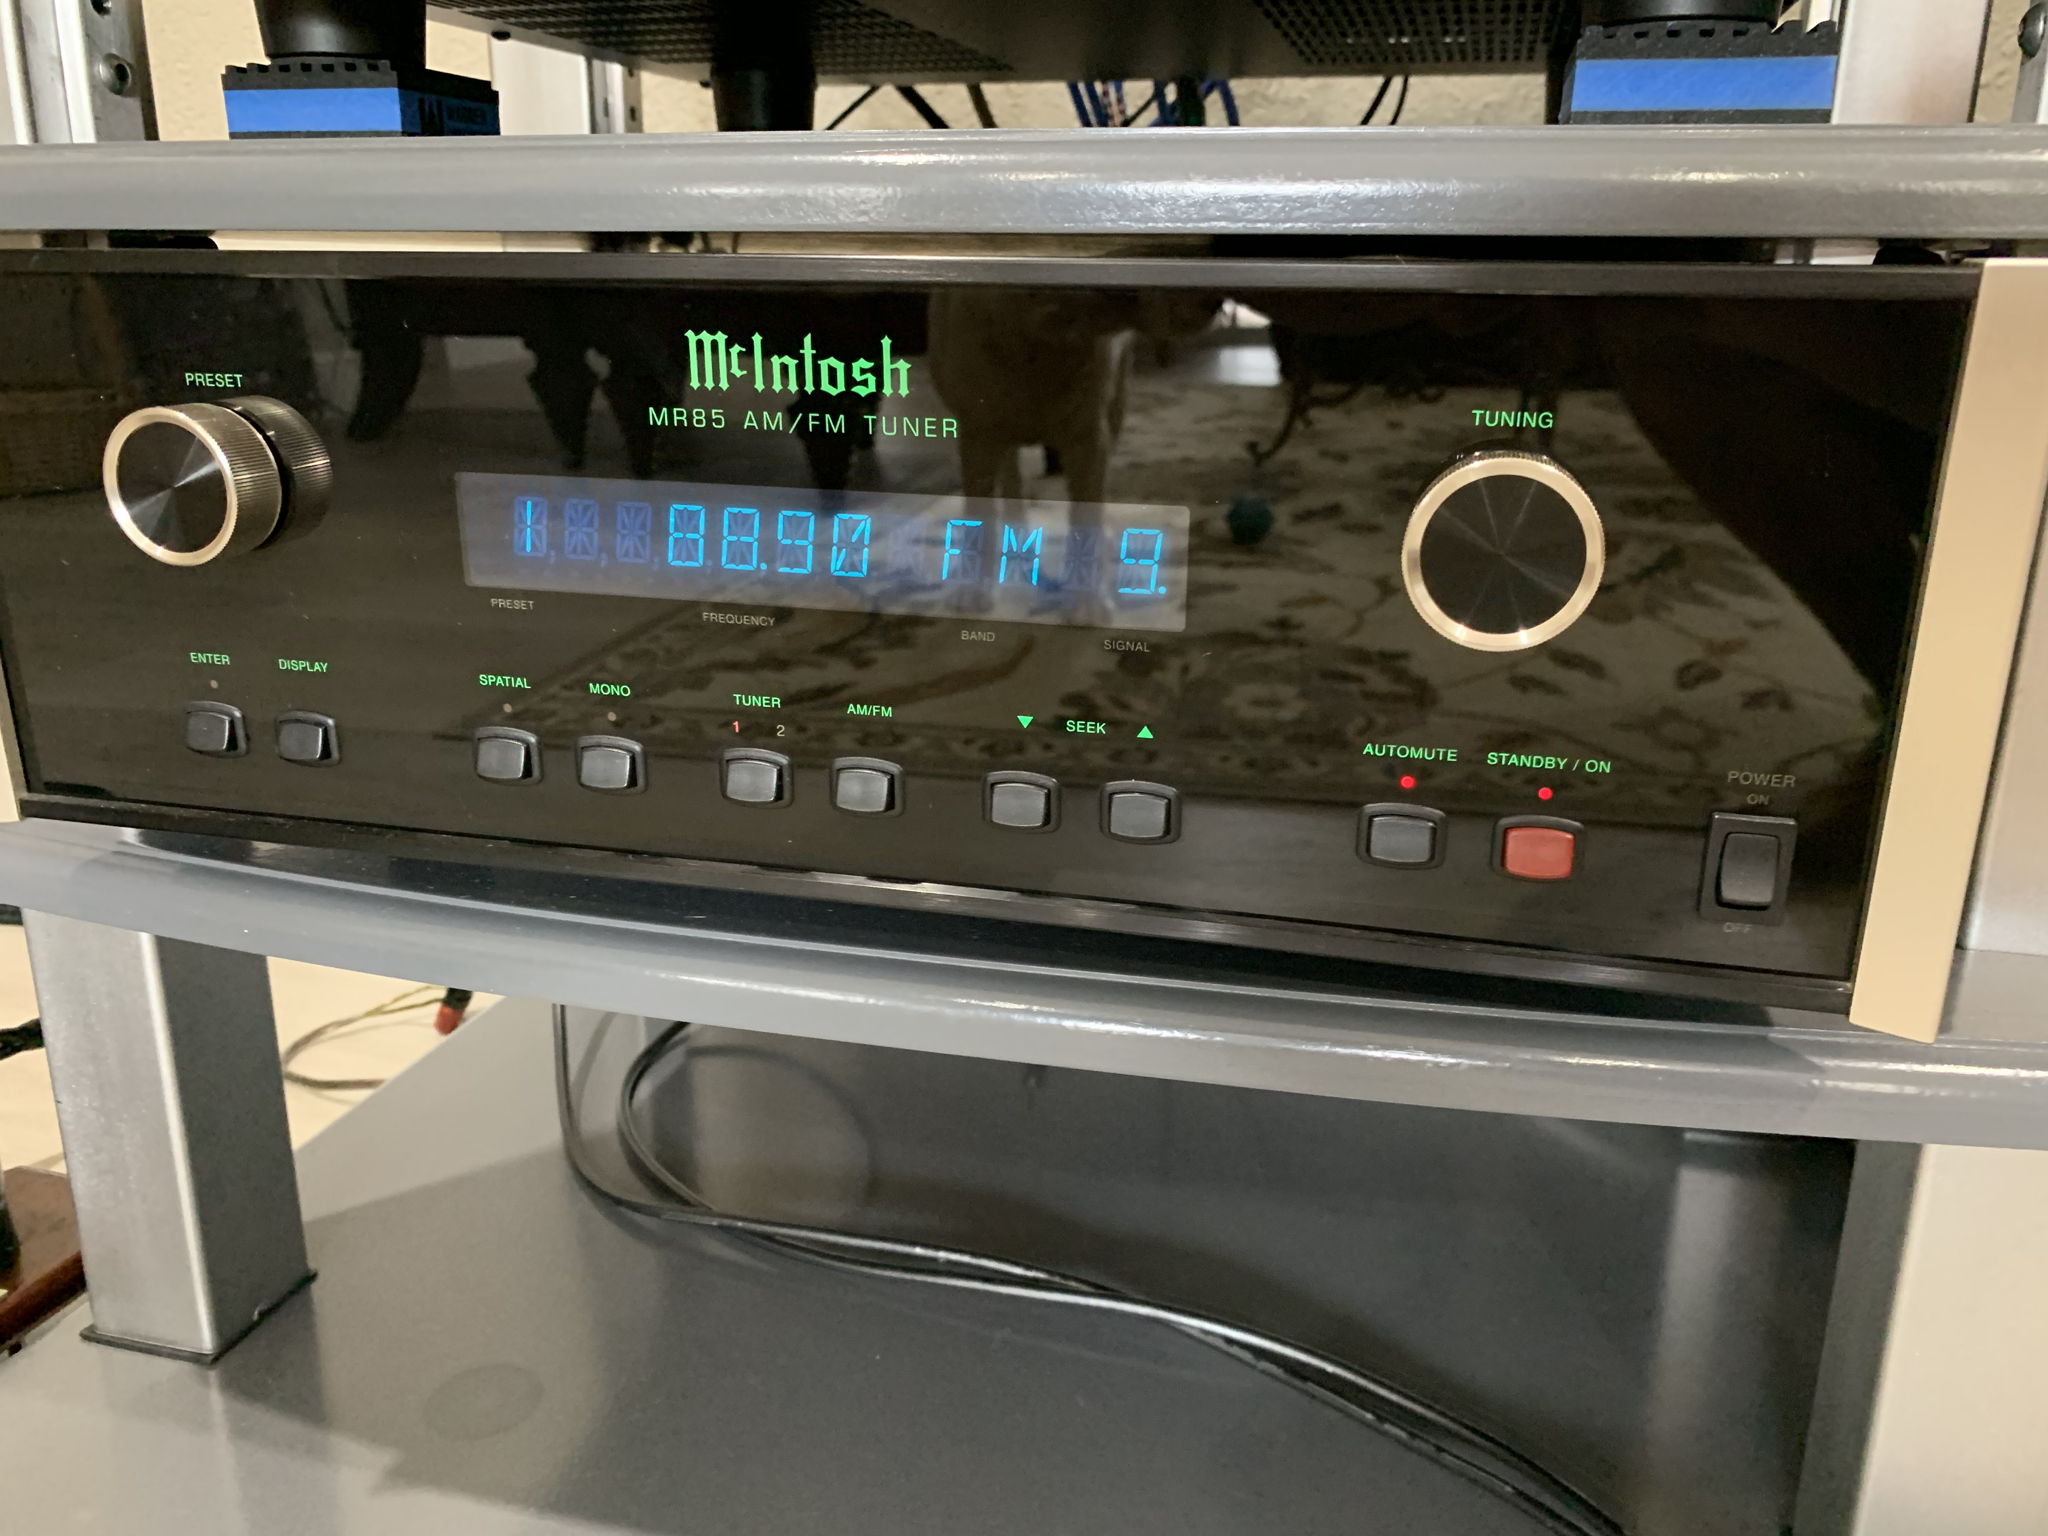 McIntosh
MR85 AM/FM TUNER
PRESET
TUNING
1 88.90 FM 9.
PRESET
FREQUENCY
BAND
SIGNAL
ENTER
DISPLAY
SPATIAL
MONO
TUNER
1 2
AM/FM
▼ SEEK ▲
AUTOMUTE
STANDBY / ON
POWER
ON
OFF